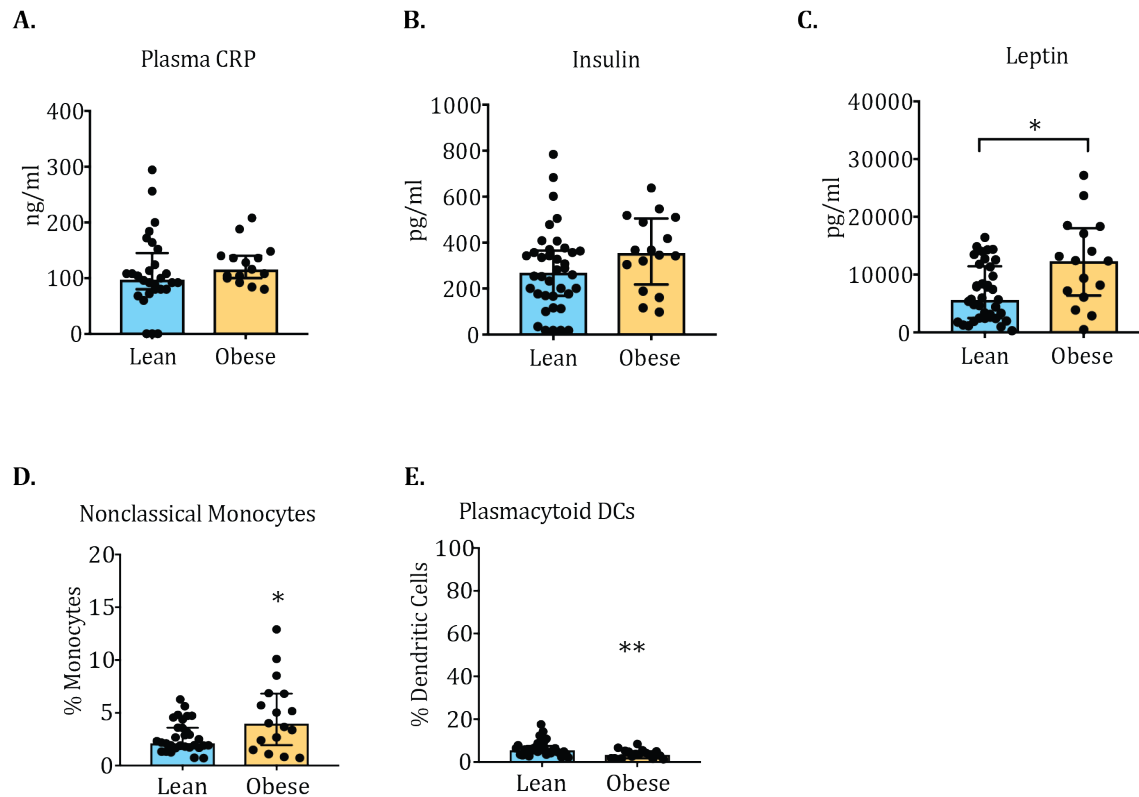 A.
Plasma CRP
ng/ml
400
300
200
100
0
Lean Obese
B.
Insulin
pg/ml
1000
800
600
400
200
0
Lean Obese
C.
Leptin
pg/ml
40000
30000
20000
10000
0
*
Lean Obese
D.
Nonclassical Monocytes
% Monocytes
20
15
10
5
0
*
Lean Obese
E.
Plasmacytoid DCs
% Dendritic Cells
100
80
60
40
20
0
**
Lean Obese